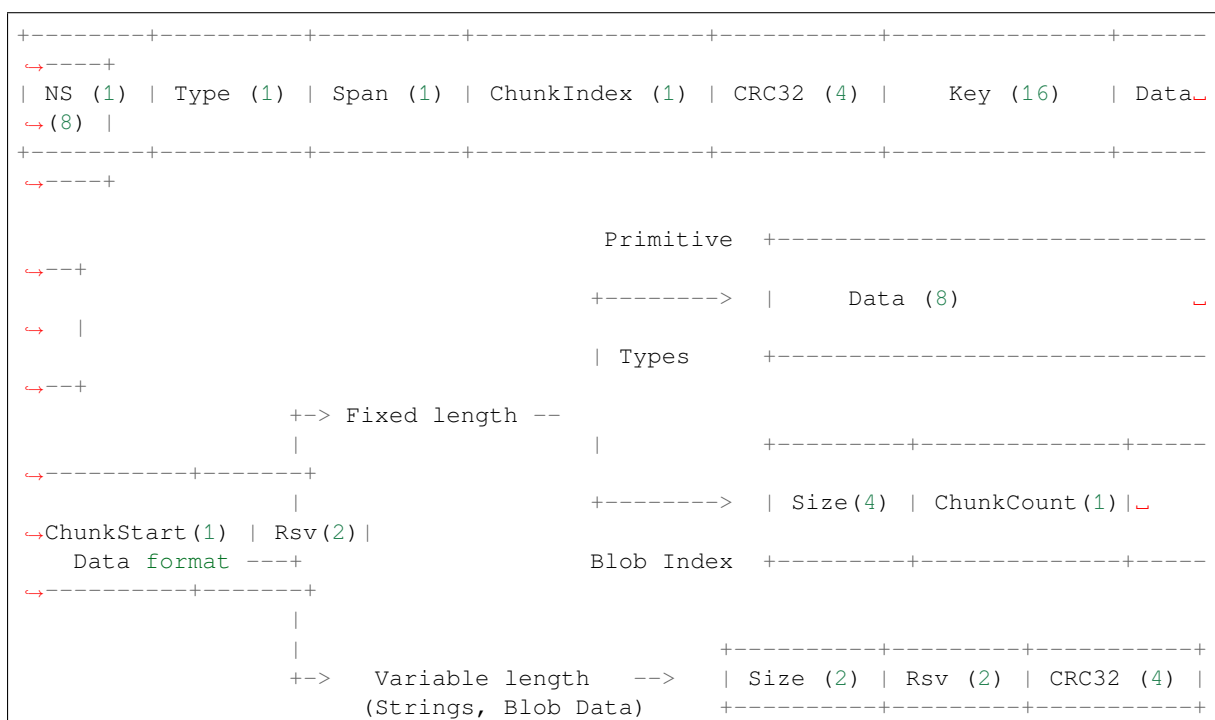 +--------+----------+----------+---------------+-----------+--------------+------
↪----+
| NS (1) | Type (1) | Span (1) | ChunkIndex (1) | CRC32 (4) |    Key (16)    | Data␣
↪(8) |
+--------+----------+----------+---------------+-----------+--------------+------
↪----+
Primitive  +------------------------------
↪--+
+-------->  |     Data (8)                ␣
↪  |
| Types     +------------------------------
↪--+
+-> Fixed length --
|                    |           +---------+--------------+-----
↪----------+-------+
|                    +-------->  | Size(4) | ChunkCount(1)|␣
↪ChunkStart(1) | Rsv(2)|
Data format ---+                    Blob Index  +---------+--------------+-----
↪----------+-------+
|
|                             +----------+---------+-----------+
+->   Variable length   -->   | Size (2) | Rsv (2) | CRC32 (4) |
(Strings, Blob Data)     +----------+---------+-----------+